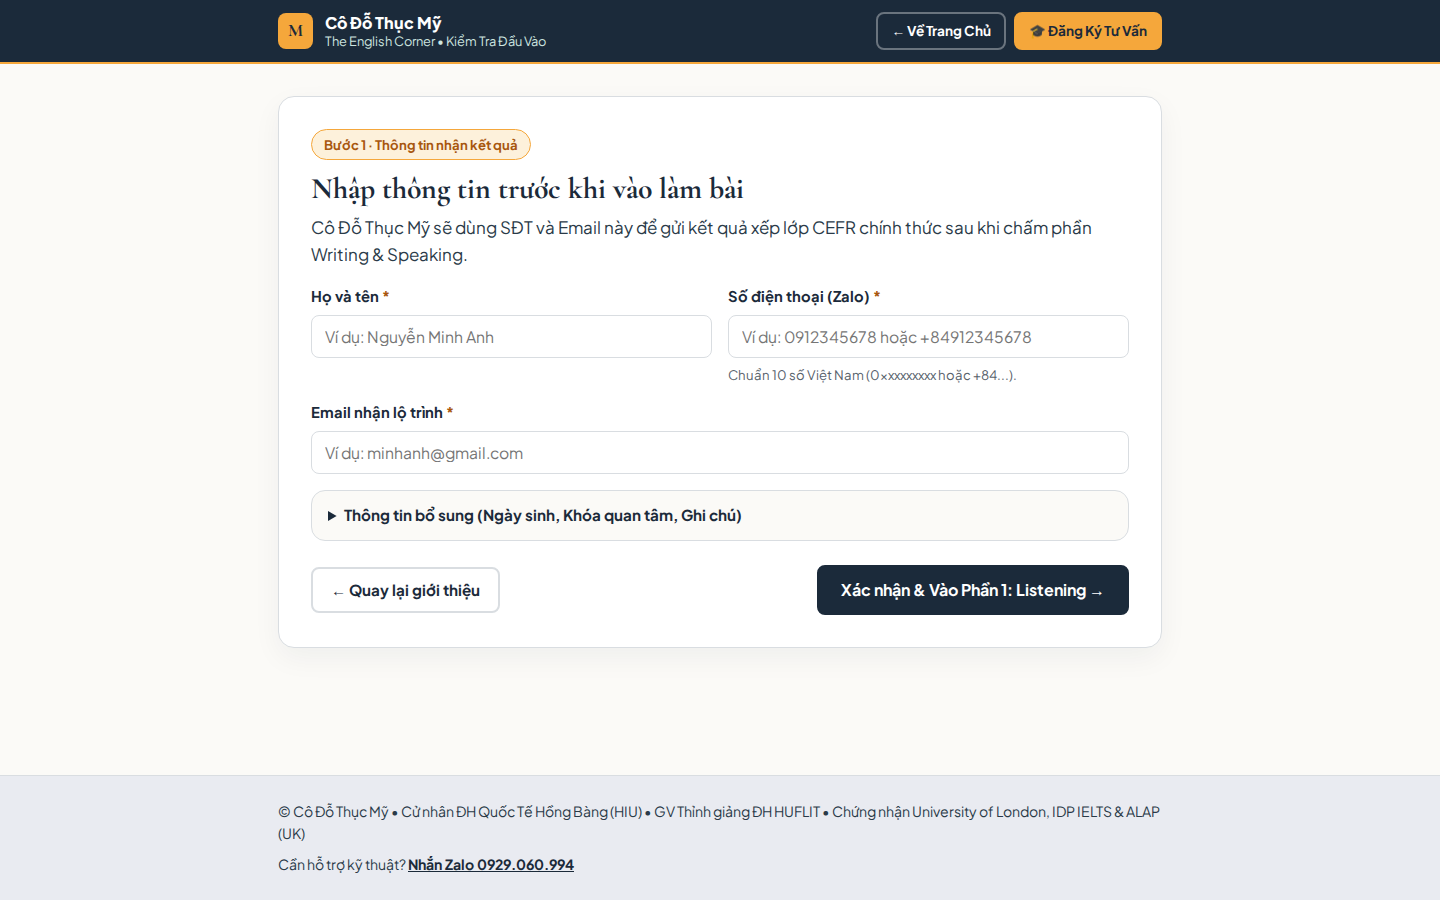 M
Cô Đỗ Thục Mỹ
The English Corner • Kiểm Tra Đầu Vào
← Về Trang Chủ
🎓 Đăng Ký Tư Vấn
Bước 1 · Thông tin nhận kết quả
Nhập thông tin trước khi vào làm bài
Cô Đỗ Thục Mỹ sẽ dùng SĐT và Email này để gửi kết quả xếp lớp CEFR chính thức sau khi chấm phần
Writing & Speaking.
Họ và tên *
Số điện thoại (Zalo) *
Ví dụ: Nguyễn Minh Anh
Ví dụ: 0912345678 hoặc +84912345678
Chuẩn 10 số Việt Nam (0xxxxxxxxx hoặc +84...).
Email nhận lộ trình *
Ví dụ: minhanh@gmail.com
▶ Thông tin bổ sung (Ngày sinh, Khóa quan tâm, Ghi chú)
← Quay lại giới thiệu
Xác nhận & Vào Phần 1: Listening →
© Cô Đỗ Thục Mỹ • Cử nhân ĐH Quốc Tế Hồng Bàng (HIU) • GV Thỉnh giảng ĐH HUFLIT • Chứng nhận University of London, IDP IELTS & ALAP
(UK)
Cần hỗ trợ kỹ thuật? Nhắn Zalo 0929.060.994